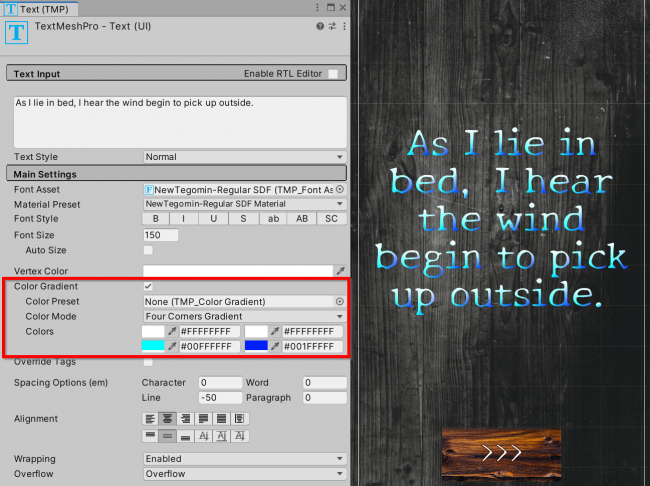 Text (TMP)
TextMeshPro - Text (UI)
Text Input Enable RTL Editor
As I lie in bed, I hear the wind begin to pick up outside.
Text Style Normal
Main Settings
Font Asset NewTegomin-Regular SDF (TMP_Font As
Material Preset NewTegomin-Regular SDF Material
Font Style B I U S ab AB SC
Font Size 150
Auto Size
Vertex Color
Color Gradient
Color Preset None (TMP_Color Gradient)
Color Mode Four Corners Gradient
Colors #FFFFFFFF #FFFFFFFF
#00FFFFFF #001FFFFF
Override Tags
Spacing Options (em) Character 0 Word 0
Line -50 Paragraph 0
Alignment
Wrapping Enabled
Overflow Overflow
As I lie in
bed, I hear
the wind
begin to pick
up outside.
>>>